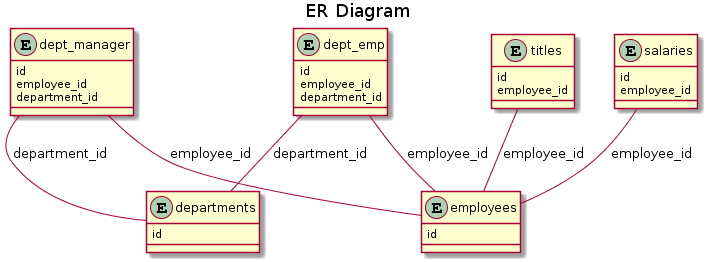 ER Diagram
E dept_manager
id
employee_id
department_id
E dept_emp
id
employee_id
department_id
E titles
id
employee_id
E salaries
id
employee_id
department_id
employee_id
department_id
employee_id
employee_id
employee_id
E departments
id
E employees
id